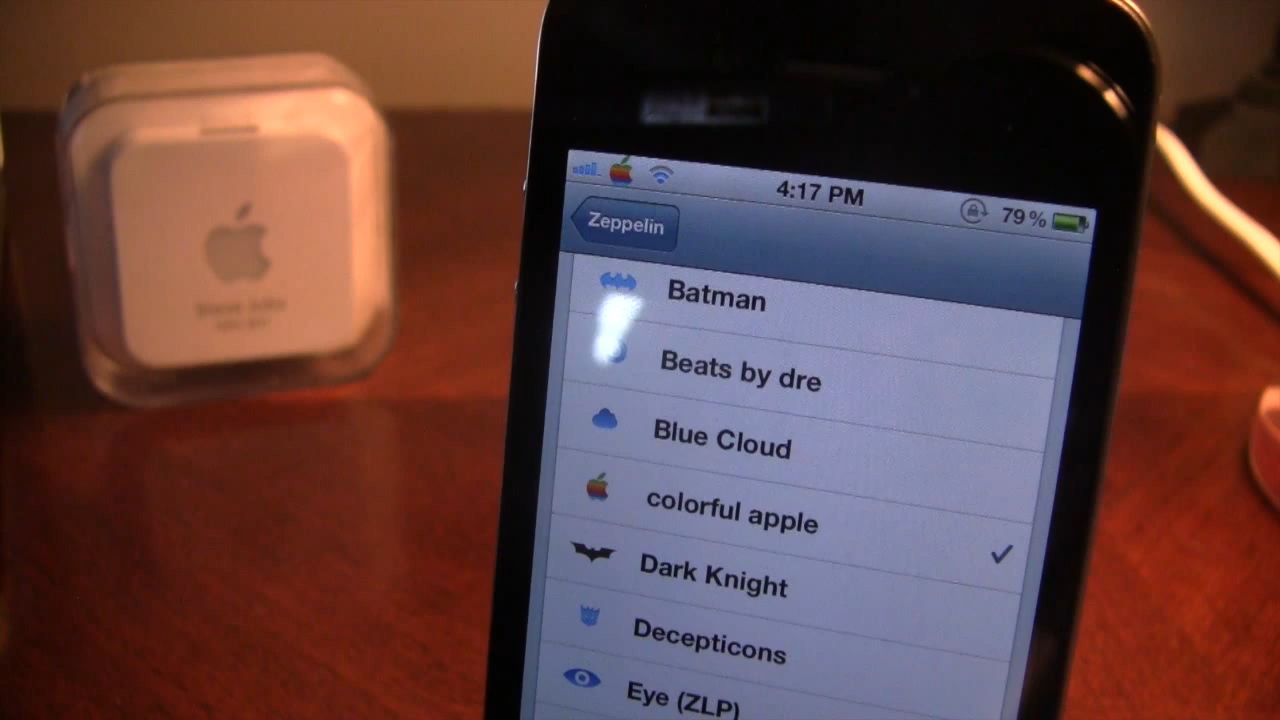 4:17 PM
79%
Zeppelin
Batman
Beats by dre
Blue Cloud
colorful apple
Dark Knight
Decepticons
Eye (ZLP)